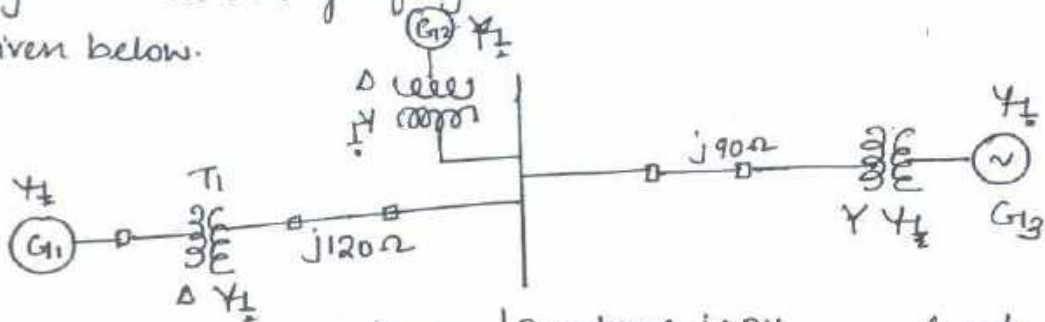 given below.
G2 Y
Δ
Y
Y
T1
j90Ω
Y
G1
j120Ω
Y Y
G3
Δ Y